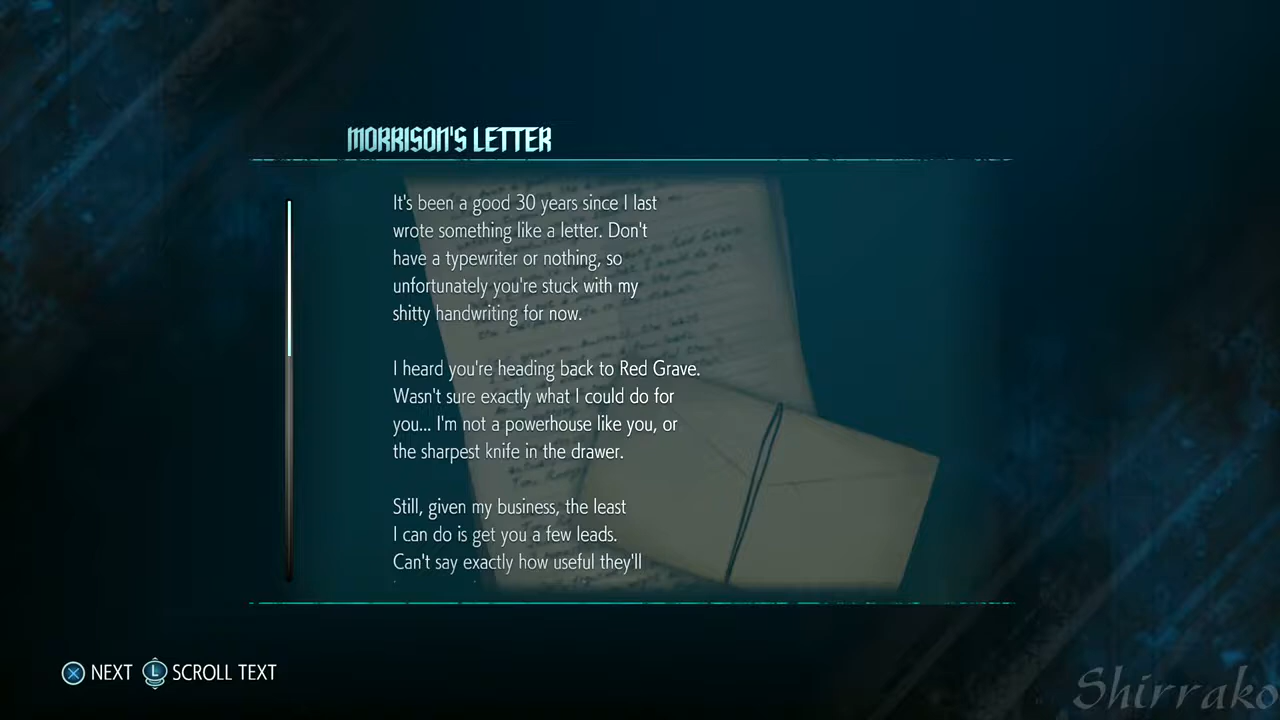 MORRISON'S LETTER
It's been a good 30 years since I last
wrote something like a letter. Don't
have a typewriter or nothing, so
unfortunately you're stuck with my
shitty handwriting for now.
I heard you're heading back to Red Grave.
Wasn't sure exactly what I could do for
you... I'm not a powerhouse like you, or
the sharpest knife in the drawer.
Still, given my business, the least
I can do is get you a few leads.
Can't say exactly how useful they'll
NEXT L SCROLL TEXT
Shirrako